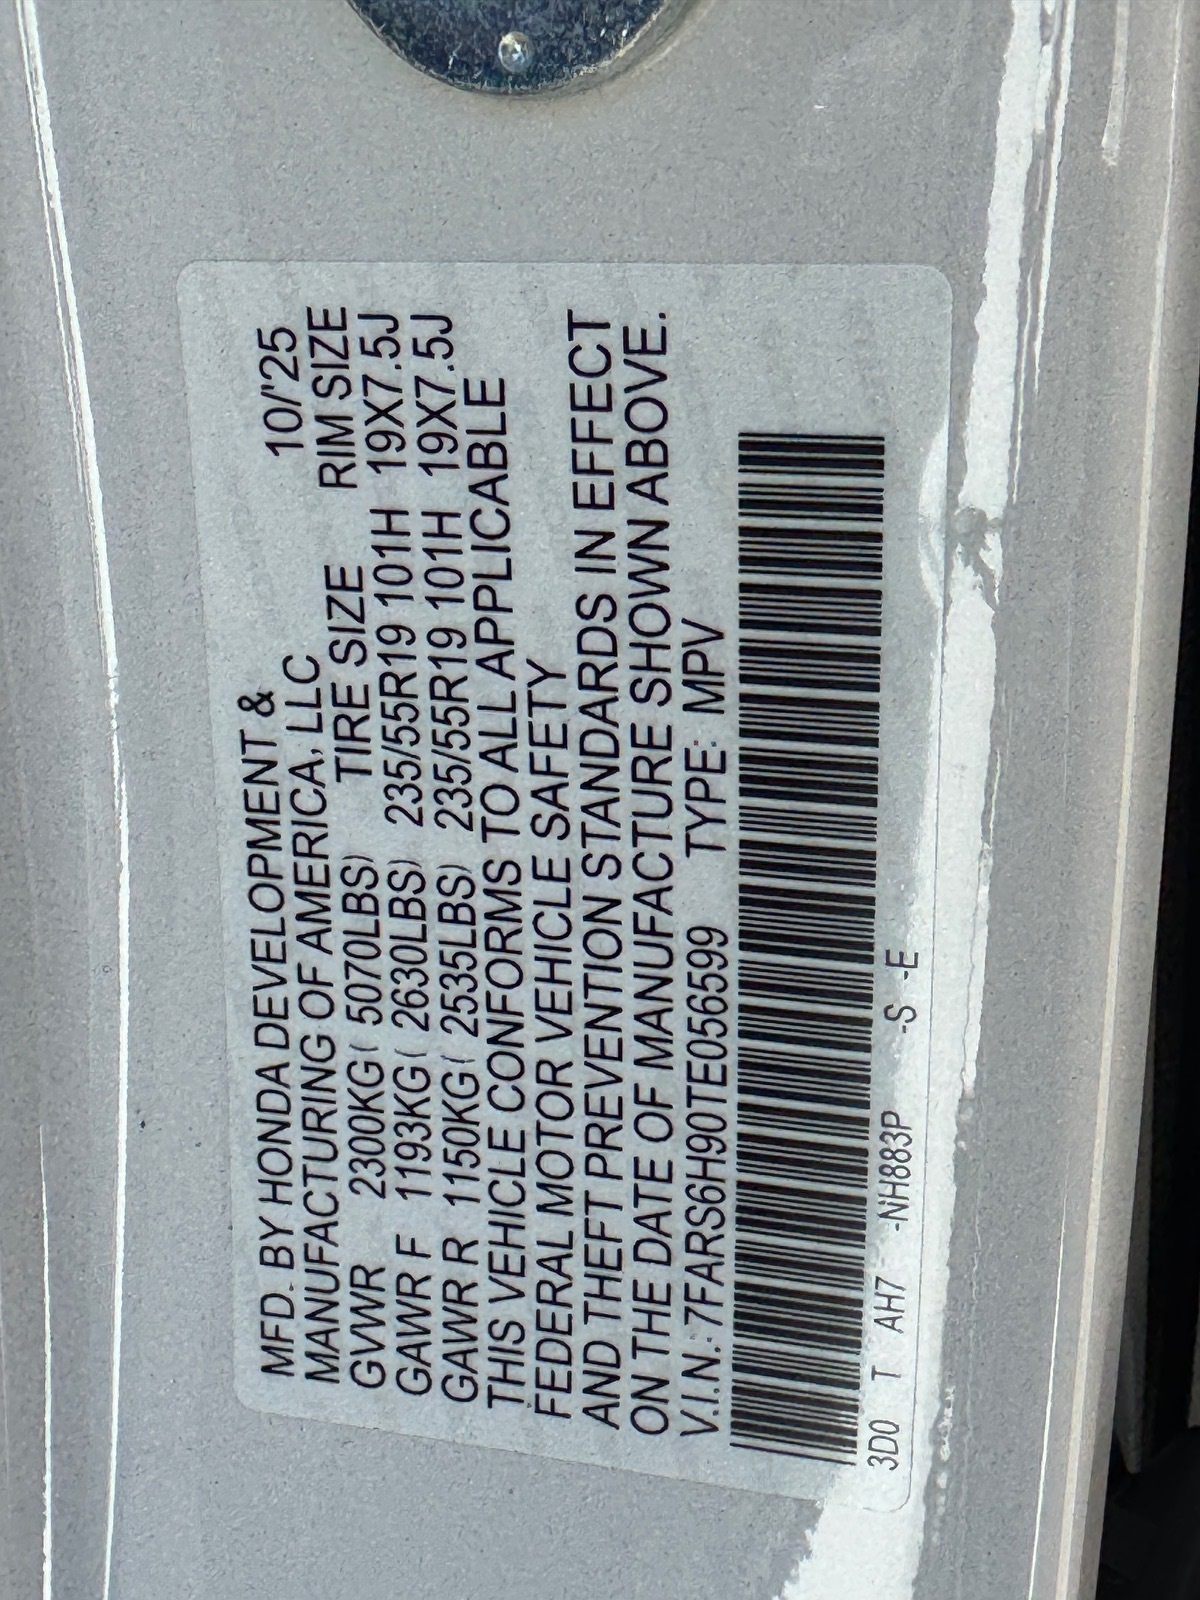 MFD. BY HONDA DEVELOPMENT & 10/'25
MANUFACTURING OF AMERICA, LLC
TIRE SIZE RIM SIZE
GVWR 2300KG( 5070LBS) 235/55R19 101H 19X7.5J
GAWR F 1193KG( 2630LBS) 235/55R19 101H 19X7.5J
GAWR R 1150KG( 2535LBS)
THIS VEHICLE CONFORMS TO ALL APPLICABLE
FEDERAL MOTOR VEHICLE SAFETY
AND THEFT PREVENTION STANDARDS IN EFFECT
ON THE DATE OF MANUFACTURE SHOWN ABOVE.
V.I.N.: 7FARS6H90TE056599 TYPE: MPV
3D0 T AH7 -NH883P -S -E